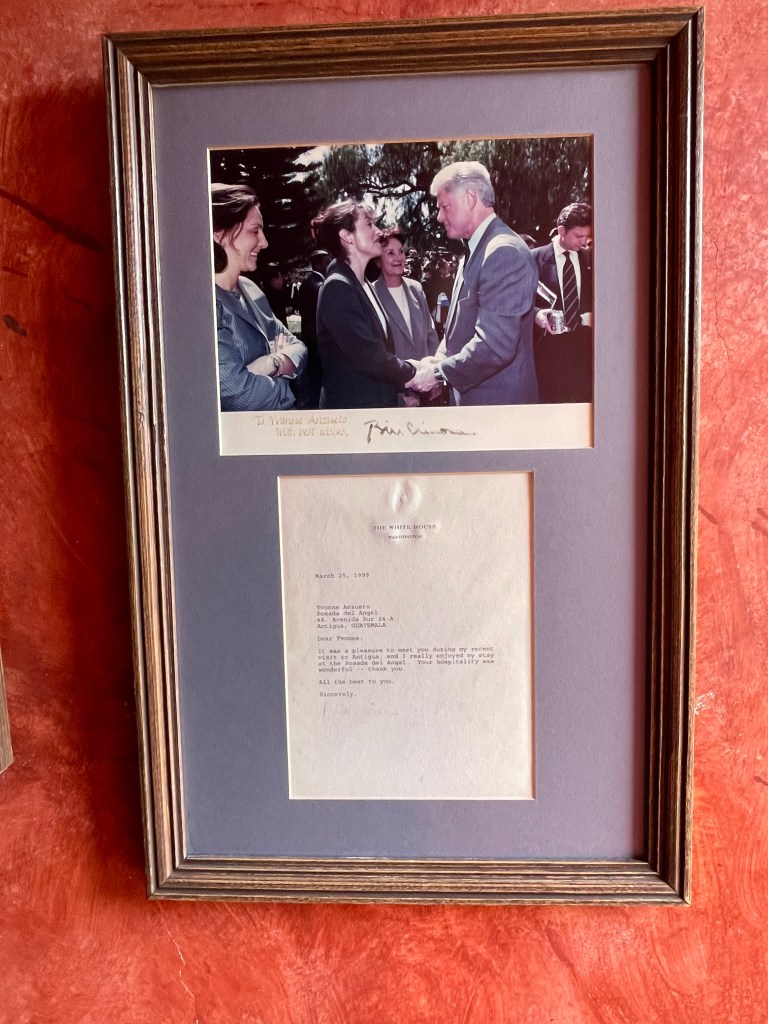 To Yvonne Anzueto
With best wishes,
Bill Clinton
THE WHITE HOUSE
WASHINGTON
March 25, 1999
Yvonne Anzueto
Posada del Angel
4A. Avenida Sur 24-A
Antigua, GUATEMALA
Dear Yvonne:
It was a pleasure to meet you during my recent
visit to Antigua, and I really enjoyed my stay
at the Posada del Angel. Your hospitality was
wonderful -- thank you.
All the best to you.
Sincerely,